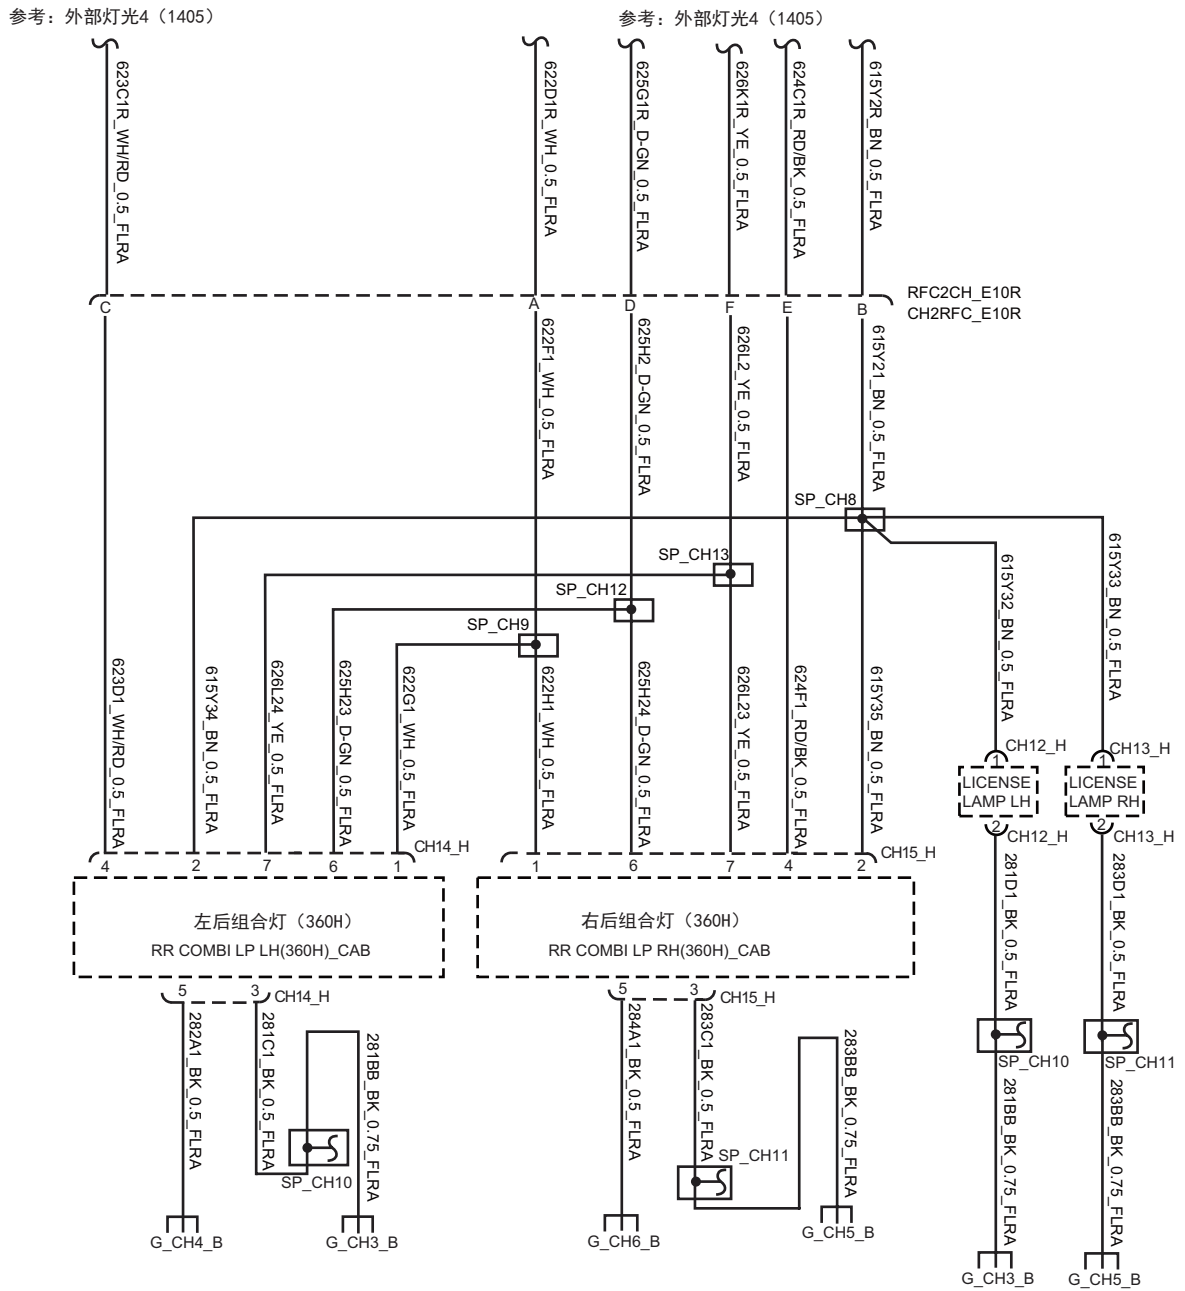 参考：外部灯光4（1405）
参考：外部灯光4（1405）
623C1R_WH/RD_0.5_FLRA
622D1R_WH_0.5_FLRA
625G1R_D-GN_0.5_FLRA
626K1R_YE_0.5_FLRA
624C1R_RD/BK_0.5_FLRA
615Y2R_BN_0.5_FLRA
RFC2CH_E10R
CH2RFC_E10R
C
A
D
F
E
B
622F1_WH_0.5_FLRA
625H2_D-GN_0.5_FLRA
626L2_YE_0.5_FLRA
615Y21_BN_0.5_FLRA
SP_CH8
SP_CH13
SP_CH12
SP_CH9
615Y32_BN_0.5_FLRA
615Y33_BN_0.5_FLRA
623D1_WH/RD_0.5_FLRA
615Y34_BN_0.5_FLRA
626L24_YE_0.5_FLRA
625H23_D-GN_0.5_FLRA
622G1_WH_0.5_FLRA
622H1_WH_0.5_FLRA
625H24_D-GN_0.5_FLRA
626L23_YE_0.5_FLRA
624F1_RD/BK_0.5_FLRA
615Y35_BN_0.5_FLRA
CH12_H
CH13_H
1
1
LICENSE
LAMP LH
LICENSE
LAMP RH
2
2
CH12_H
CH13_H
CH14_H
CH15_H
4
2
7
6
1
1
6
7
4
2
左后组合灯（360H）
RR COMBI LP LH(360H)_CAB
右后组合灯（360H）
RR COMBI LP RH(360H)_CAB
281D1_BK_0.5_FLRA
283D1_BK_0.5_FLRA
5
3
CH14_H
5
3
CH15_H
282A1_BK_0.5_FLRA
281C1_BK_0.5_FLRA
281BB_BK_0.75_FLRA
284A1_BK_0.5_FLRA
283C1_BK_0.5_FLRA
283BB_BK_0.75_FLRA
SP_CH10
SP_CH11
281BB_BK_0.75_FLRA
283BB_BK_0.75_FLRA
SP_CH10
SP_CH11
G_CH4_B
G_CH3_B
G_CH6_B
G_CH5_B
G_CH3_B
G_CH5_B